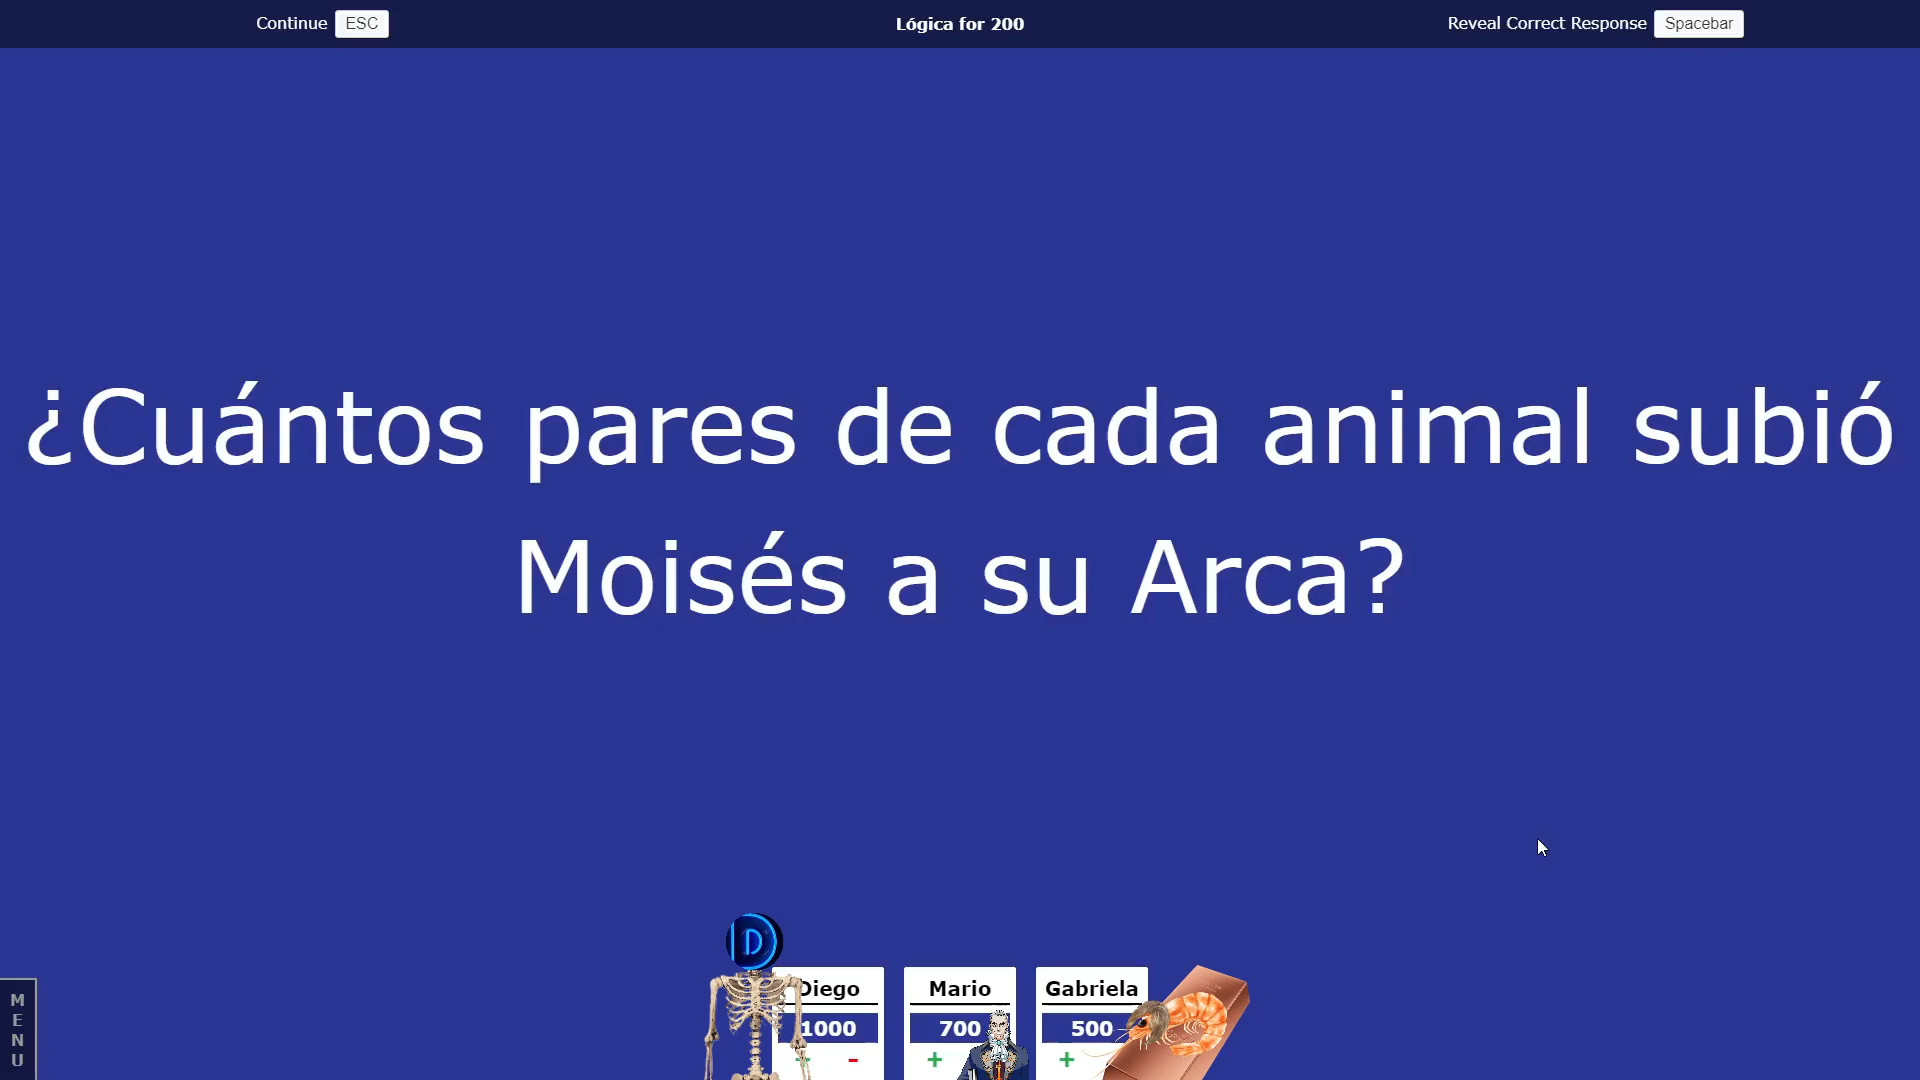 Continue ESC
Lógica for 200
Reveal Correct Response Spacebar
¿Cuántos pares de cada animal subió
Moisés a su Arca?
D
Diego
1000
+ -
Mario
700
+
Gabriela
500
+
MENU